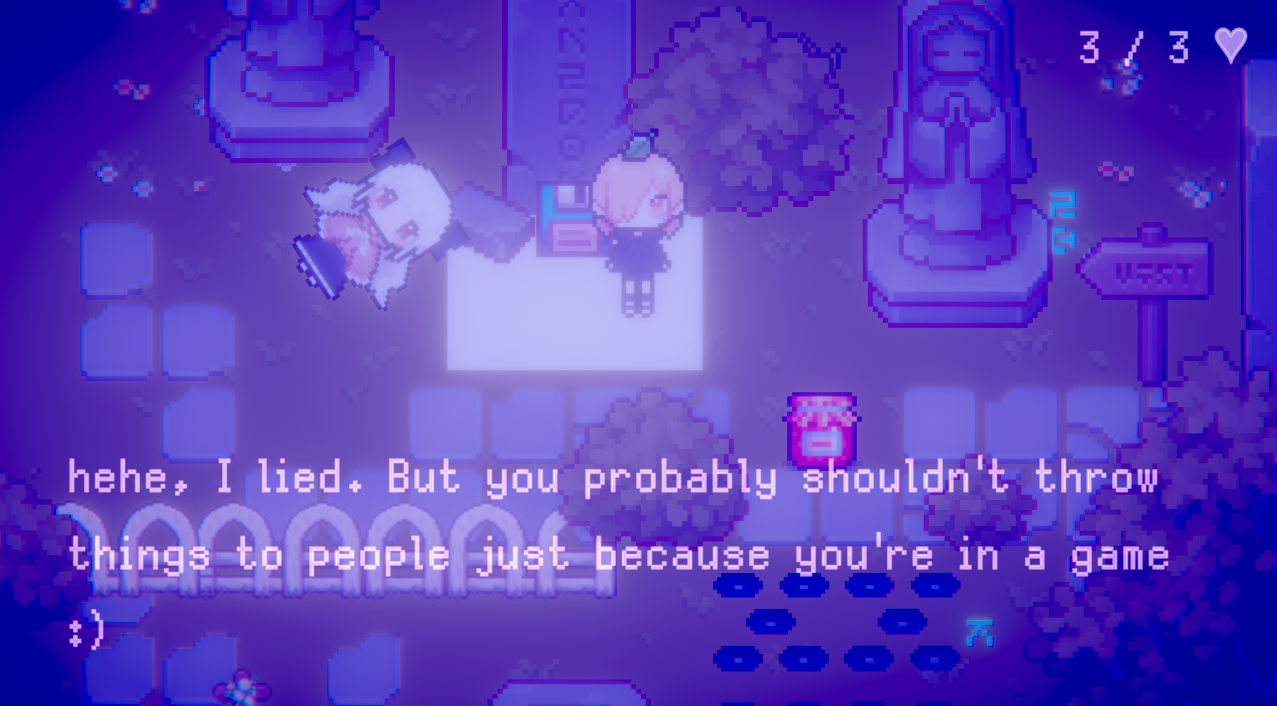 3 / 3 ♥
hehe, I lied. But you probably shouldn't throw
things to people just because you're in a game
:)